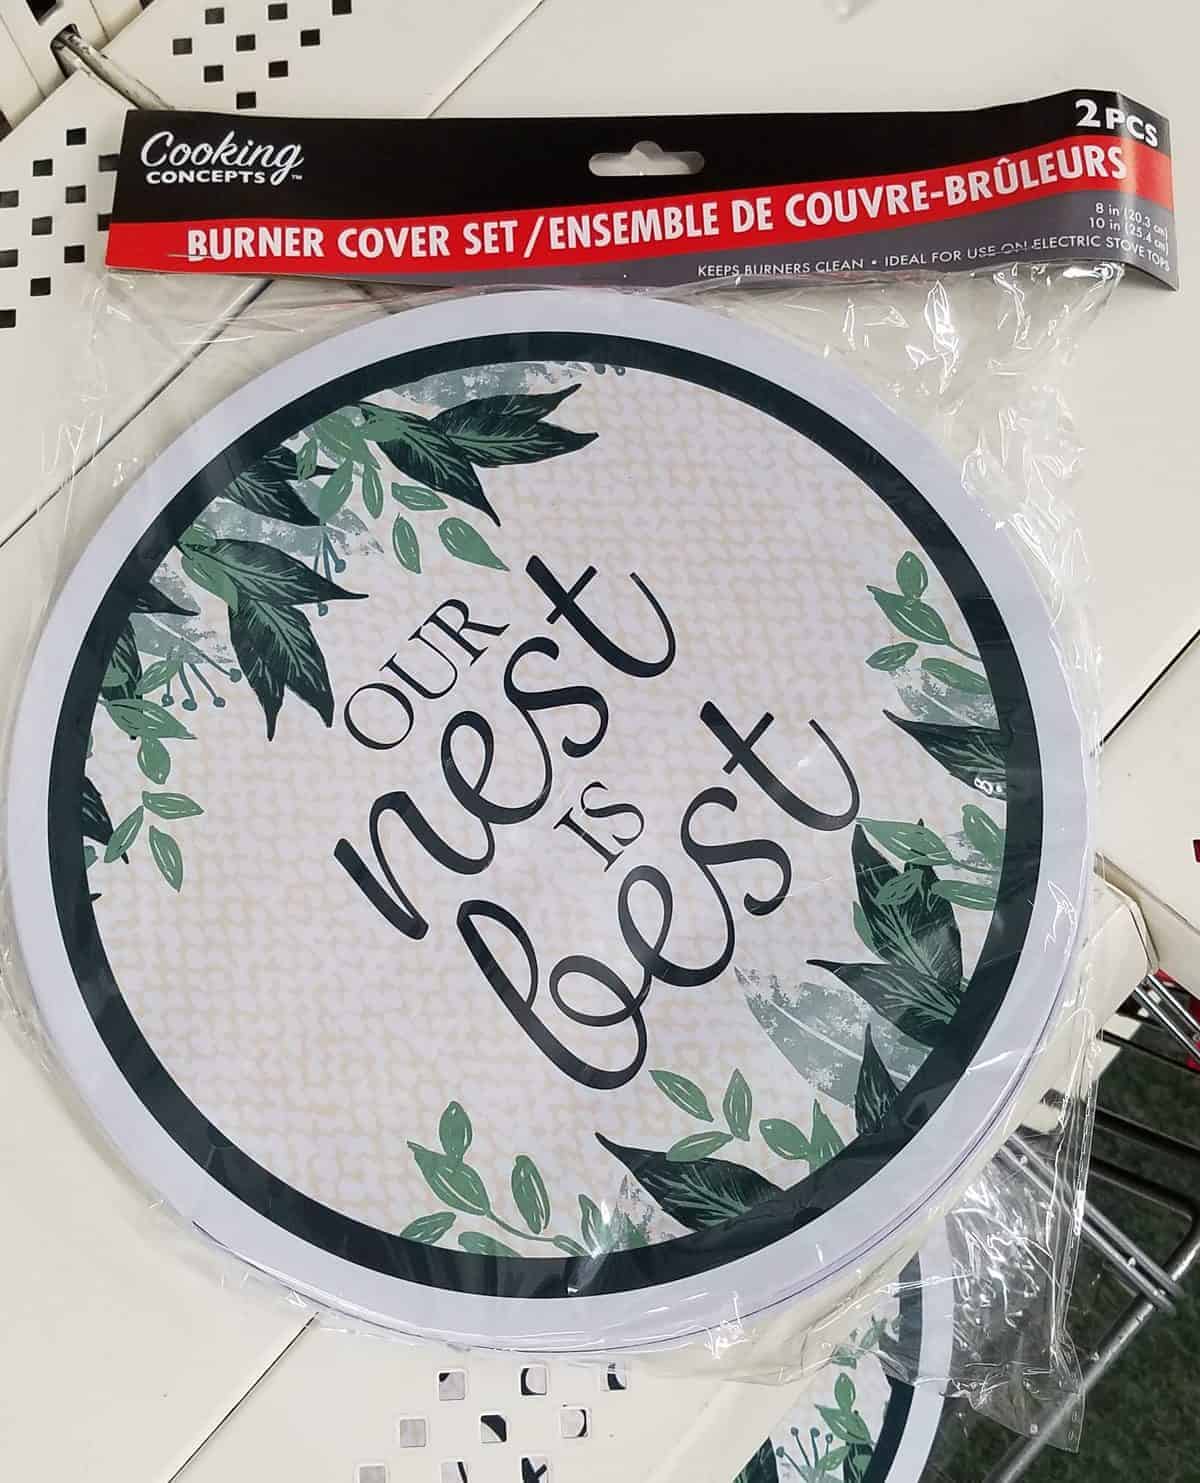 Cooking
CONCEPTS™
2 PCS
BURNER COVER SET / ENSEMBLE DE COUVRE-BRÛLEURS
8 in (20.3 cm)
10 in (25.4 cm)
KEEPS BURNERS CLEAN • IDEAL FOR USE ON ELECTRIC STOVE TOPS
OUR
nest
IS
best